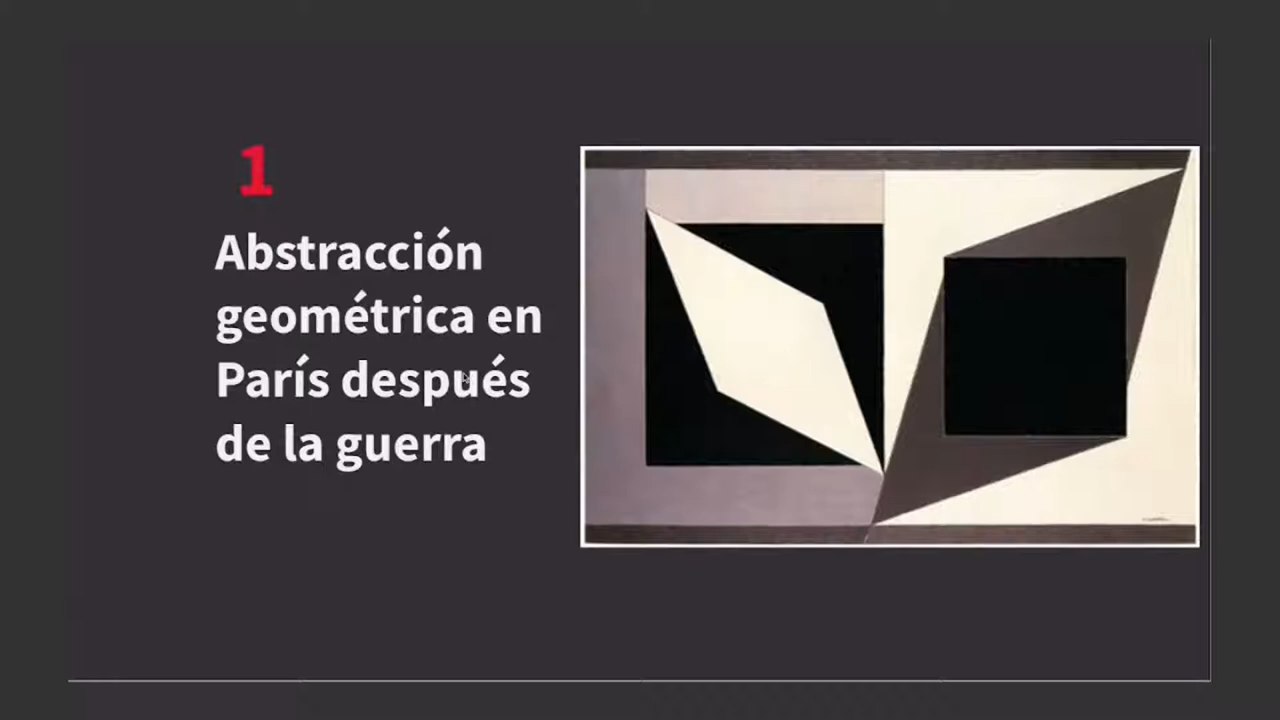 1
Abstracción
geométrica en
París después
de la guerra